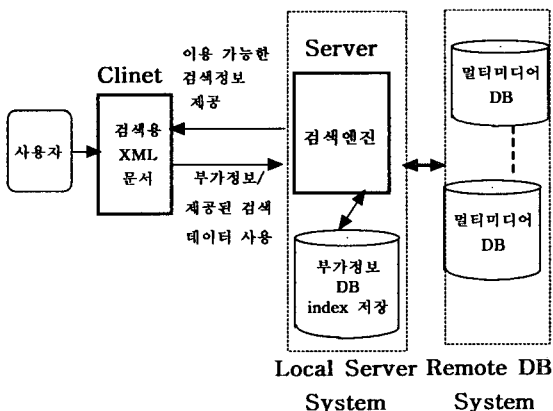 사용자
Clinet
검색용
XML
문서
이용 가능한
검색정보
제공
부가정보/
제공된 검색
데이터 사용
Server
검색엔진
부가정보
DB
index 저장
멀티미디어
DB
멀티미디어
DB
Local Server
System
Remote DB
System